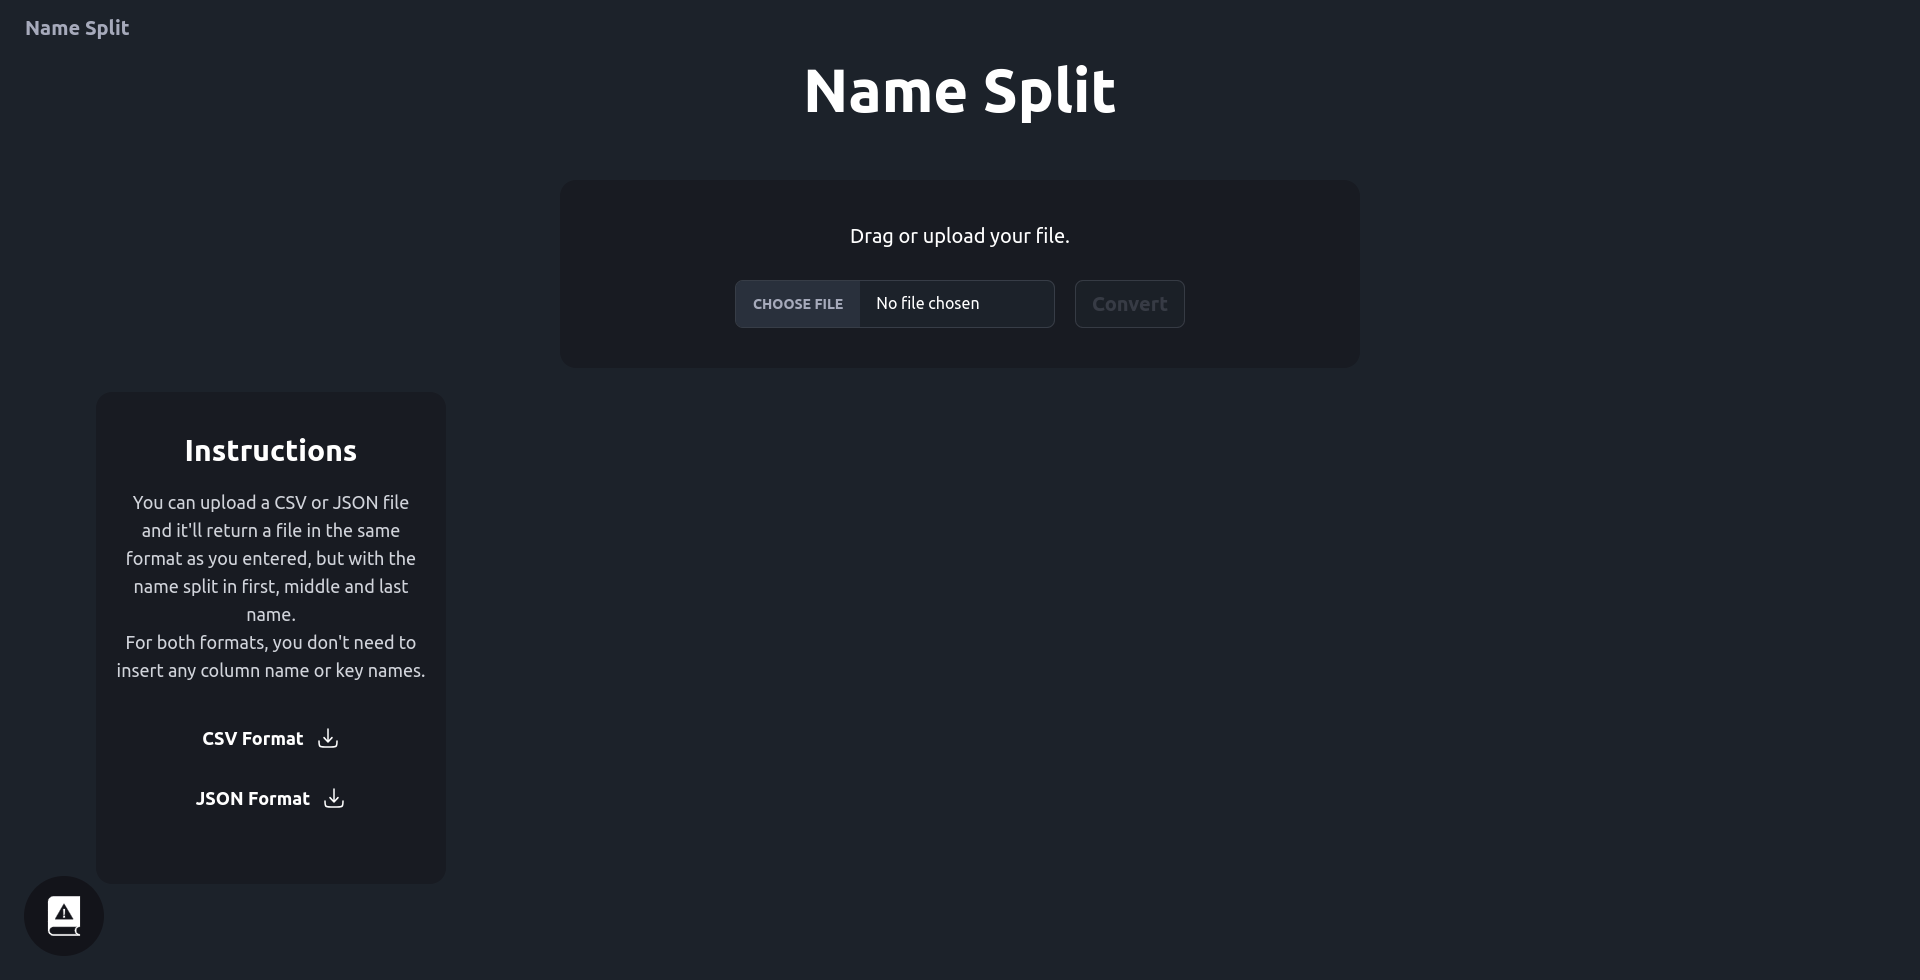 Name Split
Name Split
Drag or upload your file.
CHOOSE FILE No file chosen Convert
Instructions
You can upload a CSV or JSON file
and it'll return a file in the same
format as you entered, but with the
name split in first, middle and last
name.
For both formats, you don't need to
insert any column name or key names.
CSV Format
JSON Format